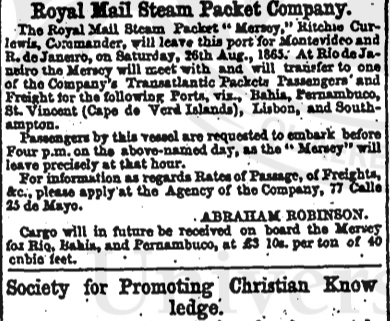 Royal Mail Steam Packet Company.
The Royal Mail Steam Packet "Mersey," Ritchie Cur-
lewis, Commander, will leave this port for Montevideo and
R. de Janeiro, on Saturday, 26th Aug., 1865. At Rio de Ja-
neiro the Mersey will meet with and will transfer to one
of the Company's Transatlantic Packets Passengers and
Freight for the following Ports, viz.: Bahia, Pernambuco,
St. Vincent (Cape de Verd Islands), Lisbon, and South-
ampton.
Passengers by this vessel are requested to embark before
Four p.m. on the above-named day, as the "Mersey" will
leave precisely at that hour.
For information as regards Rates of Passage, of Freights,
&c., please apply at the Agency of the Company, 77 Calle
25 de Mayo.
ABRAHAM ROBINSON.
Cargo will in future be received on board the Mersey
for Rio, Bahia, and Pernambuco, at £3 10s. per ton of 40
cubic feet.
Society for Promoting Christian Know
ledge.